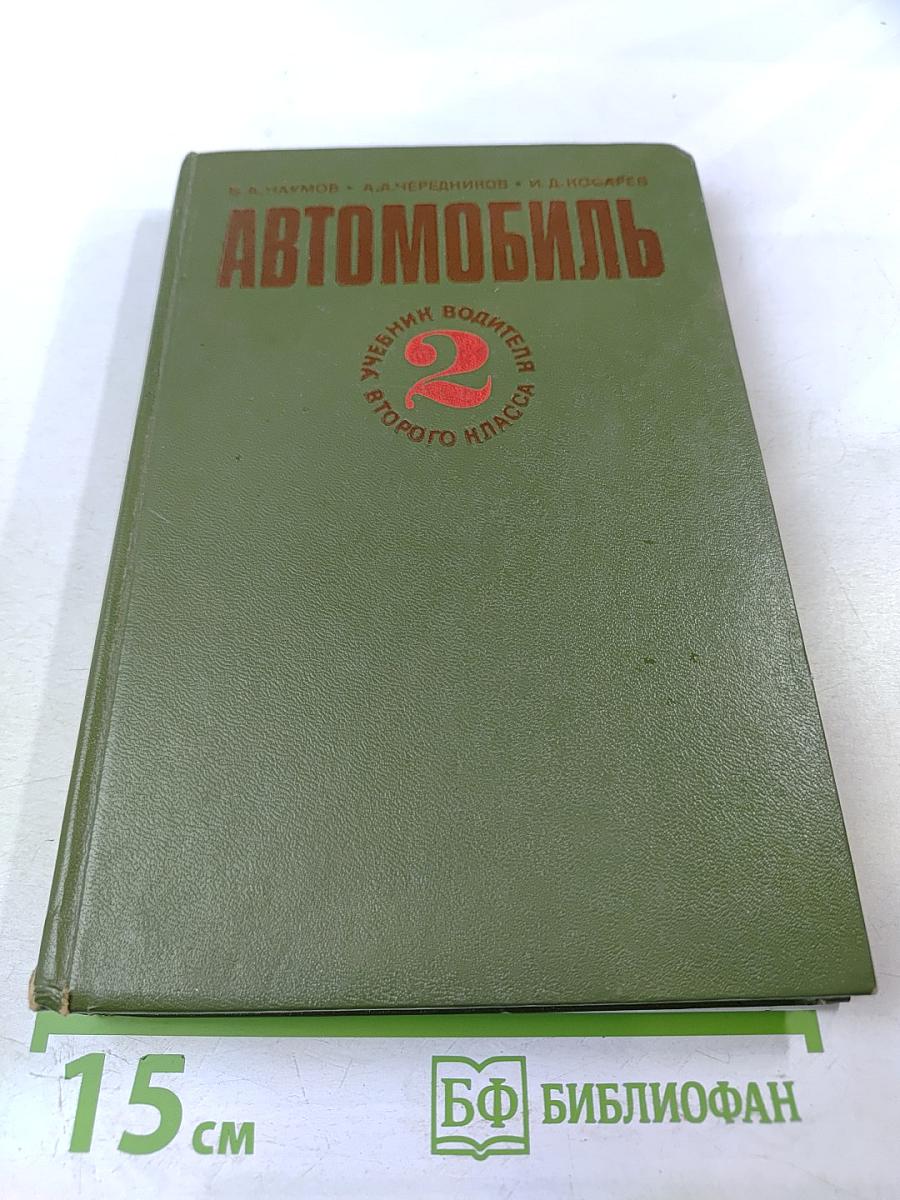 В.А.НАУМОВ • А.А.ЧЕРЕДНИКОВ • И.Д.КОСАРЕВ
АВТОМОБИЛЬ
УЧЕБНИК ВОДИТЕЛЯ
2
ВТОРОГО КЛАССА
15 см
БФ БИБЛИОФАН